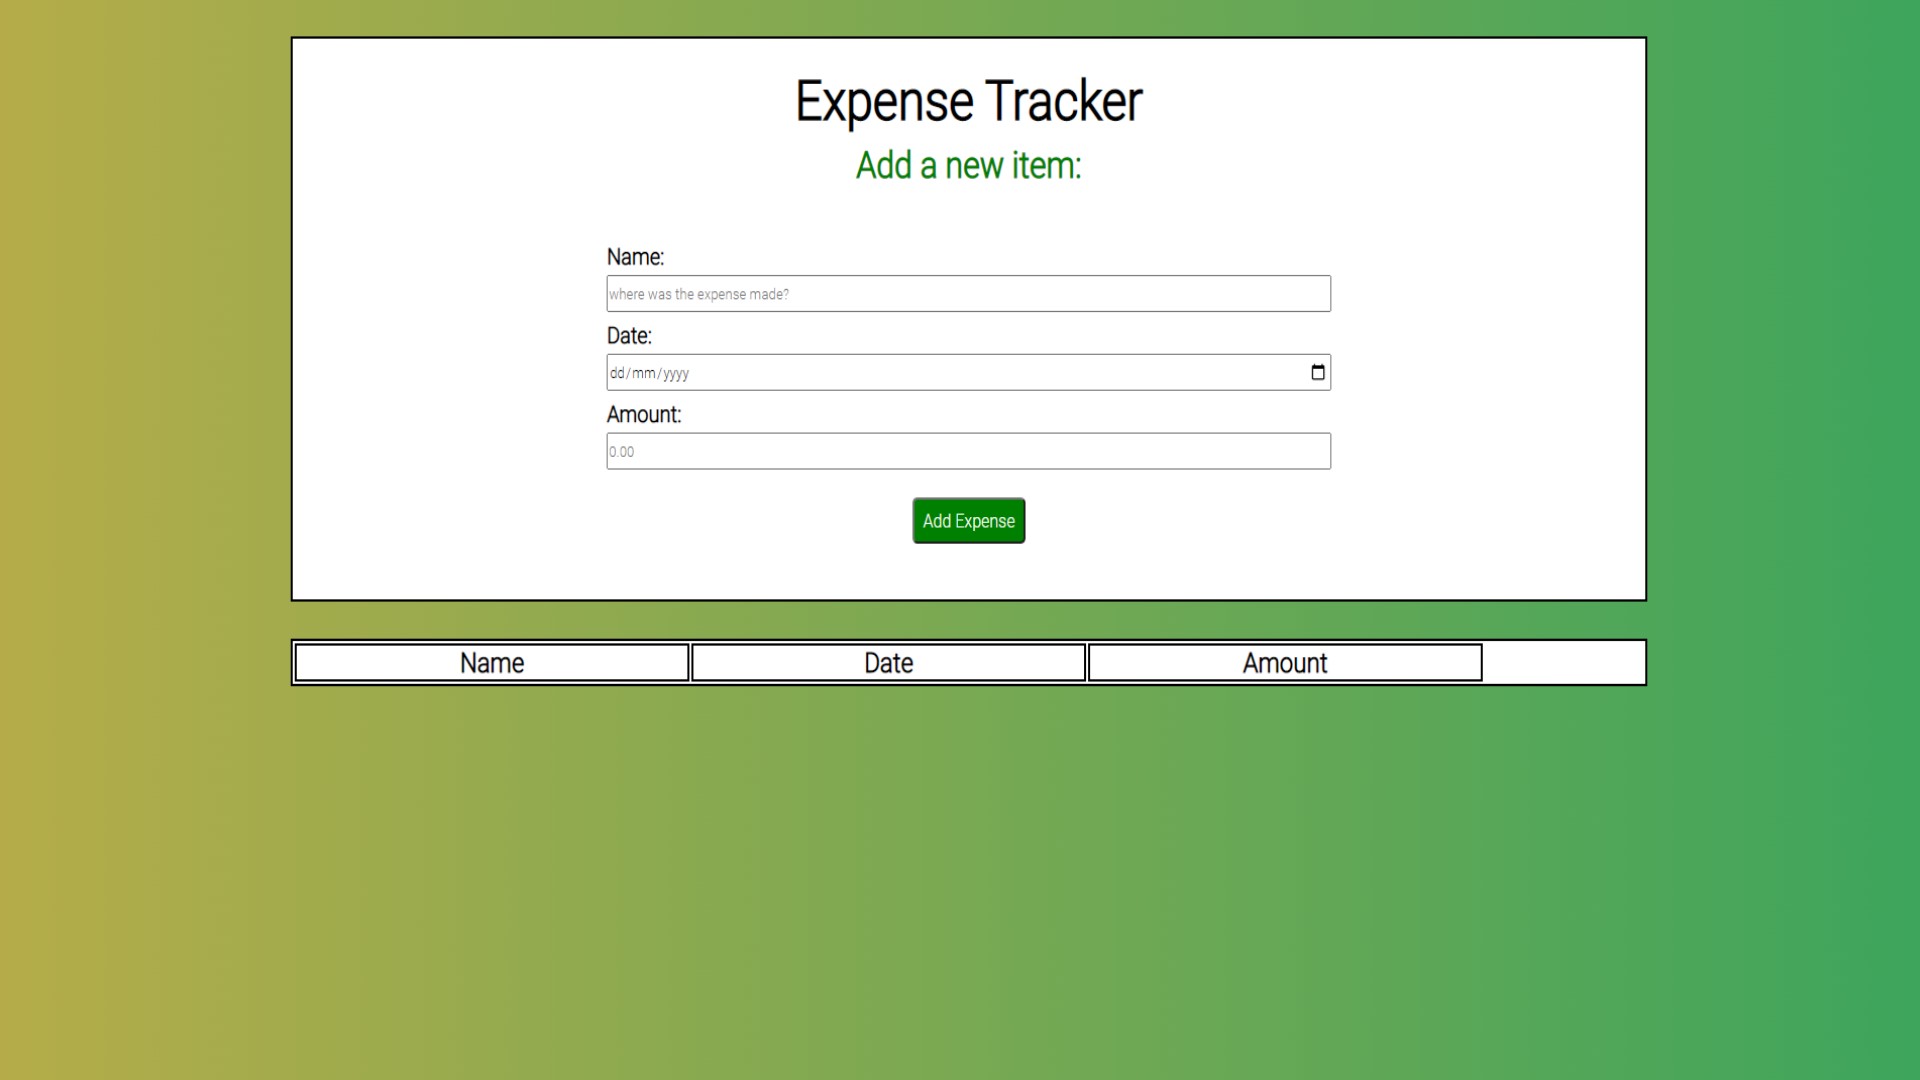 Expense Tracker
Add a new item:
Name:
where was the expense made?
Date:
dd/mm/yyyy
Amount:
0.00
Add Expense
Name Date Amount